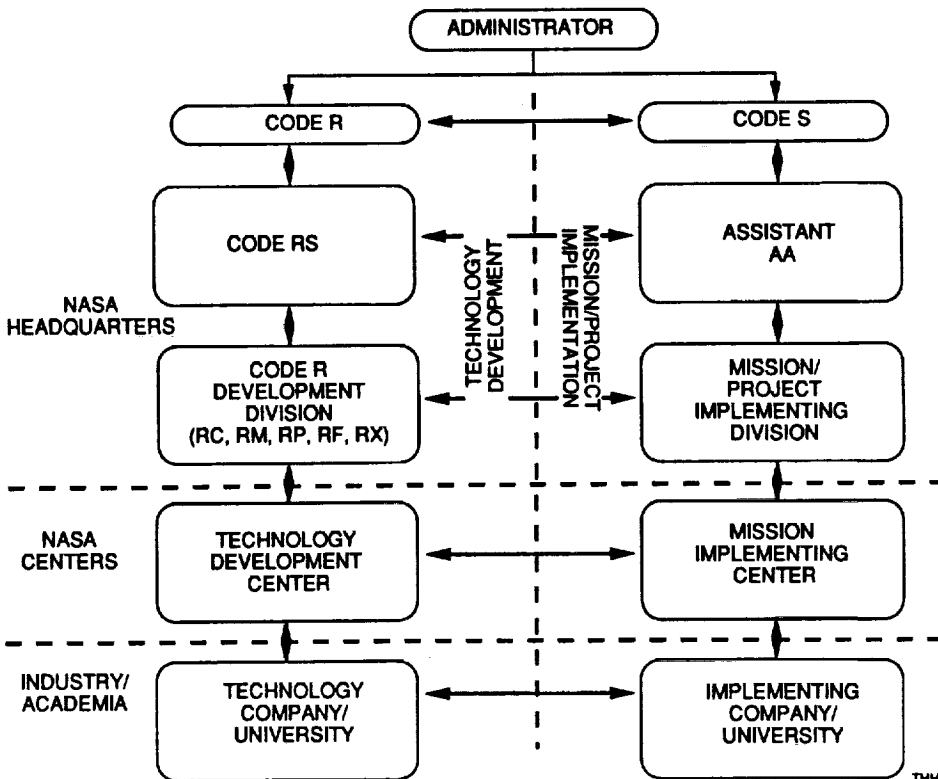 ADMINISTRATOR
CODE R
CODE S
CODE RS
ASSISTANT
AA
TECHNOLOGY
DEVELOPMENT
MISSION/PROJECT
IMPLEMENTATION
NASA
HEADQUARTERS
CODE R
DEVELOPMENT
DIVISION
(RC, RM, RP, RF, RX)
MISSION/
PROJECT
IMPLEMENTING
DIVISION
NASA
CENTERS
TECHNOLOGY
DEVELOPMENT
CENTER
MISSION
IMPLEMENTING
CENTER
INDUSTRY/
ACADEMIA
TECHNOLOGY
COMPANY/
UNIVERSITY
IMPLEMENTING
COMPANY/
UNIVERSITY